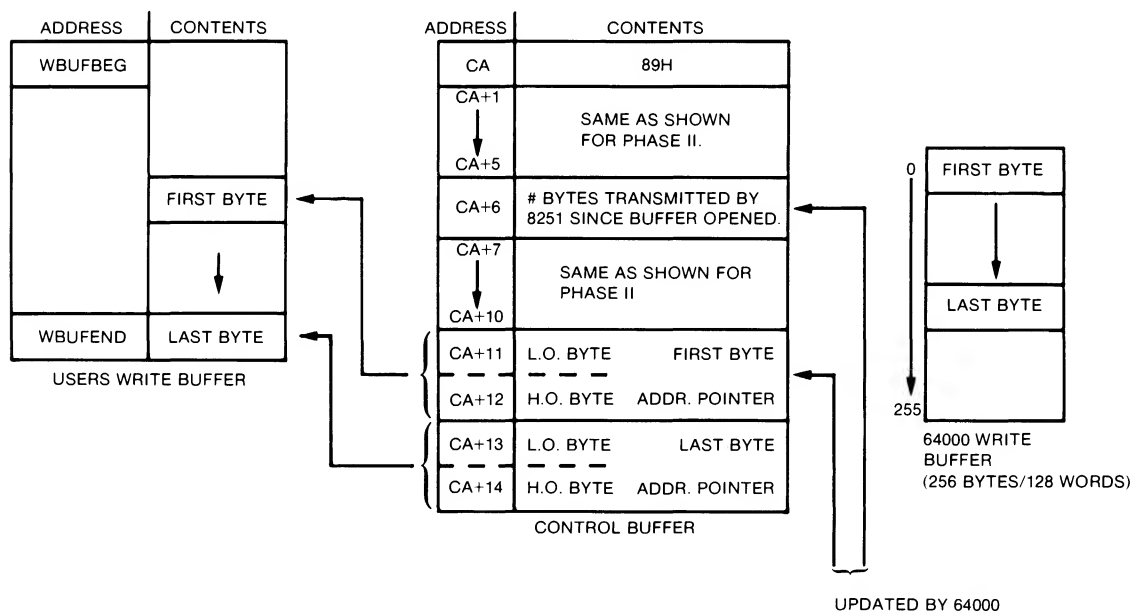 ADDRESS CONTENTS
WBUFBEG
FIRST BYTE
WBUFEND LAST BYTE
USERS WRITE BUFFER
ADDRESS CONTENTS
CA 89H
CA+1
SAME AS SHOWN
FOR PHASE II.
CA+5
CA+6 # BYTES TRANSMITTED BY
8251 SINCE BUFFER OPENED.
CA+7
SAME AS SHOWN FOR
PHASE II
CA+10
CA+11 L.O. BYTE FIRST BYTE
CA+12 H.O. BYTE ADDR. POINTER
CA+13 L.O. BYTE LAST BYTE
CA+14 H.O. BYTE ADDR. POINTER
CONTROL BUFFER
0 FIRST BYTE
LAST BYTE
255
64000 WRITE
BUFFER
(256 BYTES/128 WORDS)
UPDATED BY 64000